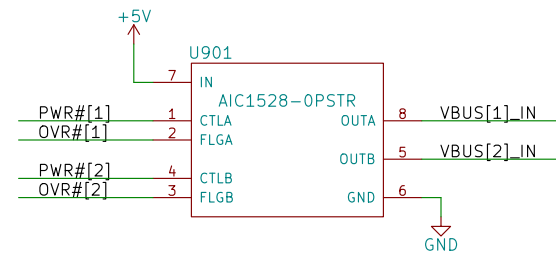 +5V
U901
7 IN
AIC1528-0PSTR
PWR#[1] 1 CTLA OUTA 8 VBUS[1]_IN
OVR#[1] 2 FLGA
OUTB 5 VBUS[2]_IN
PWR#[2] 4 CTLB
OVR#[2] 3 FLGB GND 6
GND